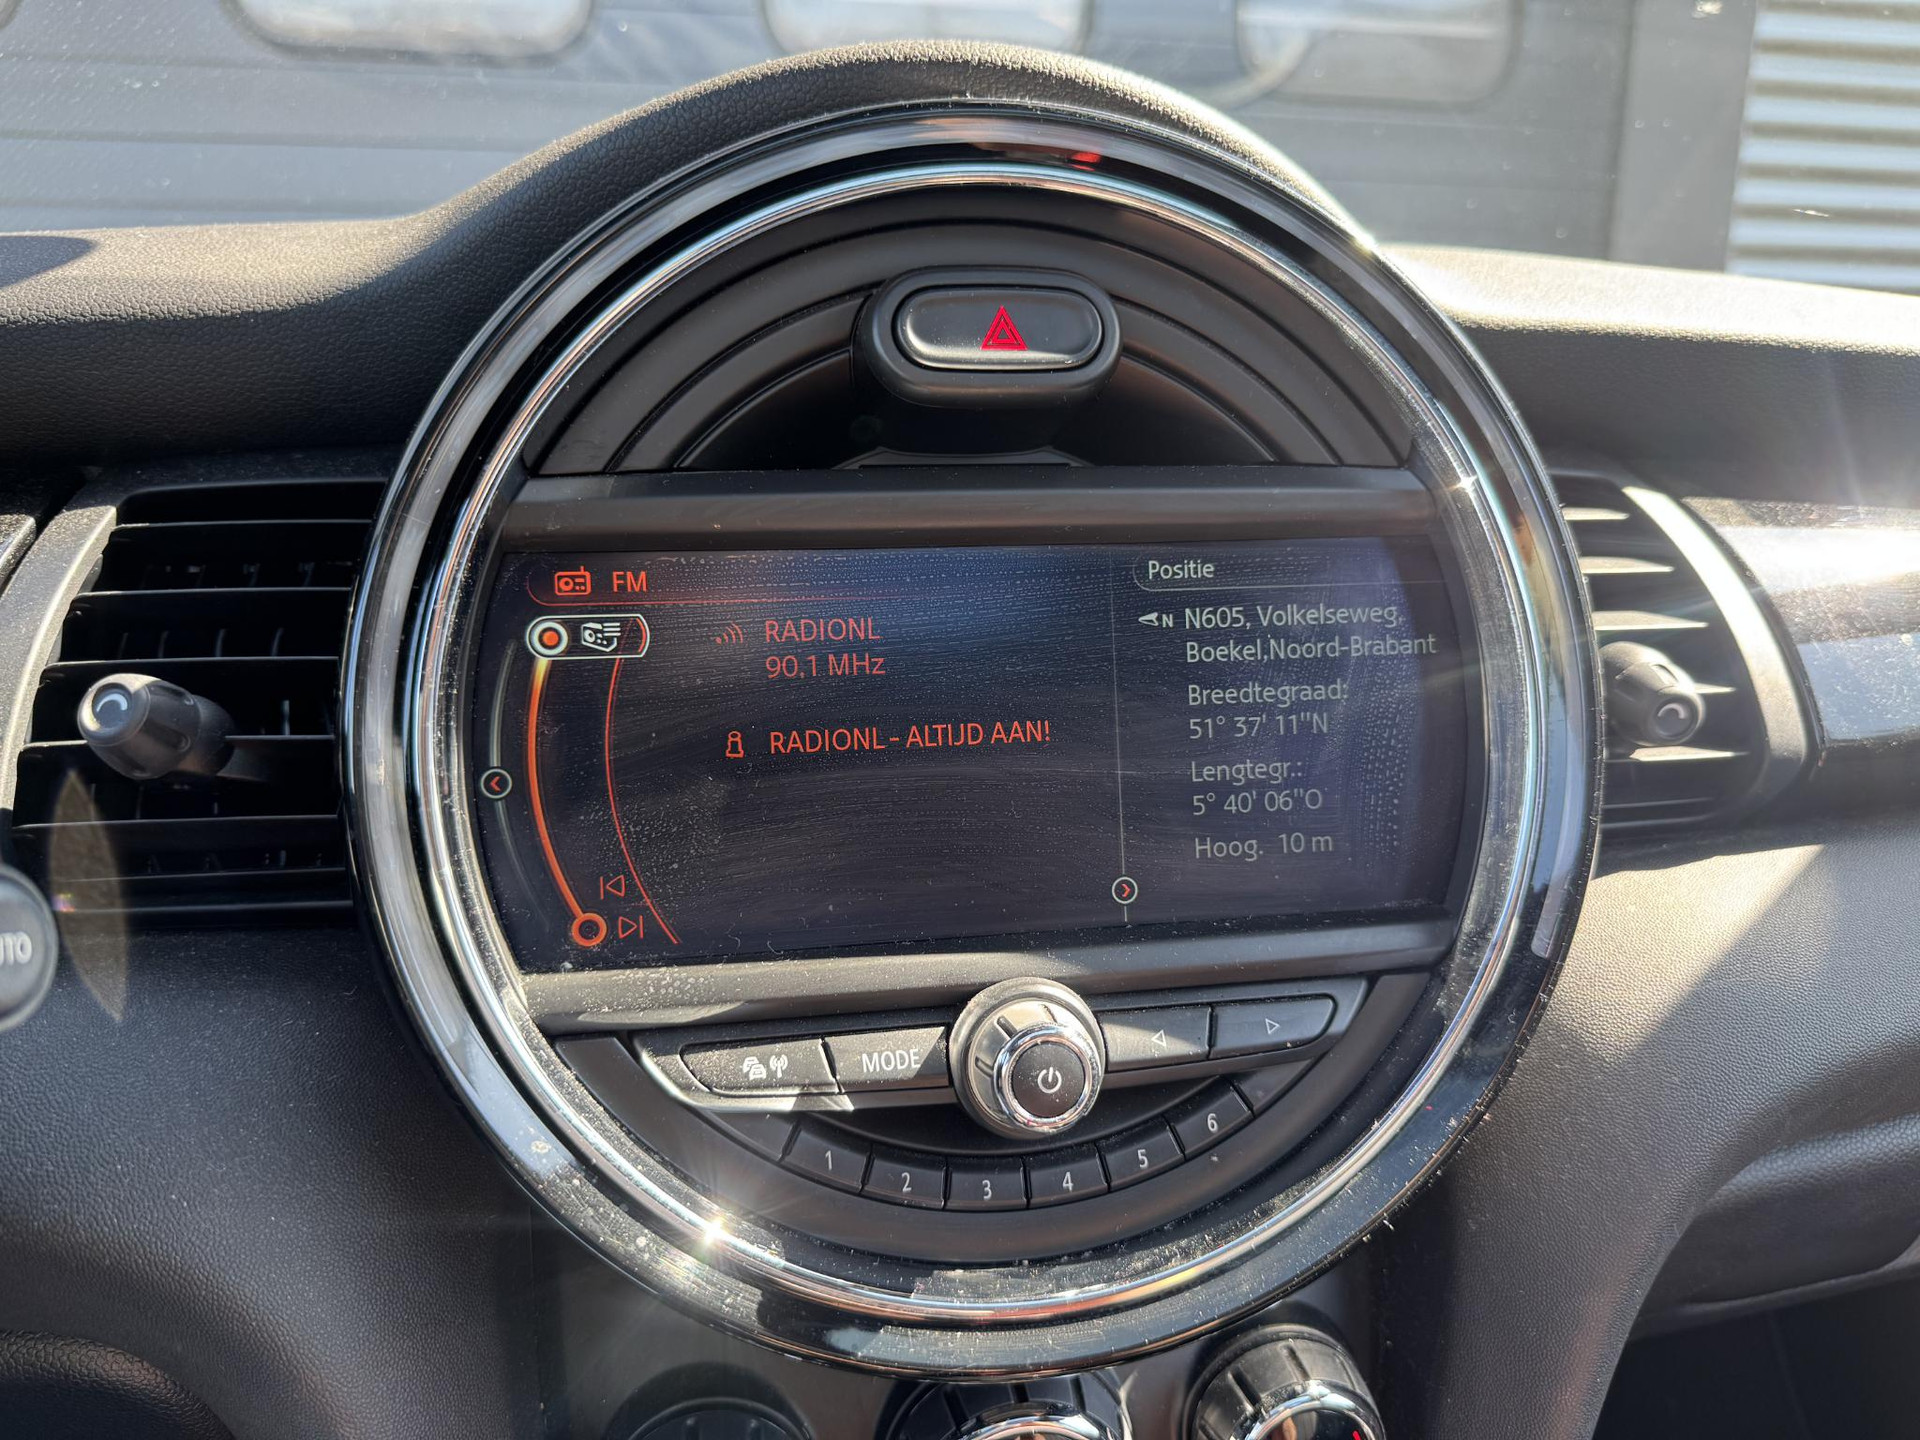 FM
RADIONL
90,1 MHz
RADIONL - ALTIJD AAN!
Positie
N
N605, Volkelseweg,
Boekel,Noord-Brabant
Breedtegraad:
51° 37' 11"N
Lengtegr.:
5° 40' 06"O
Hoog. 10 m
MODE
1
2
3
4
5
6